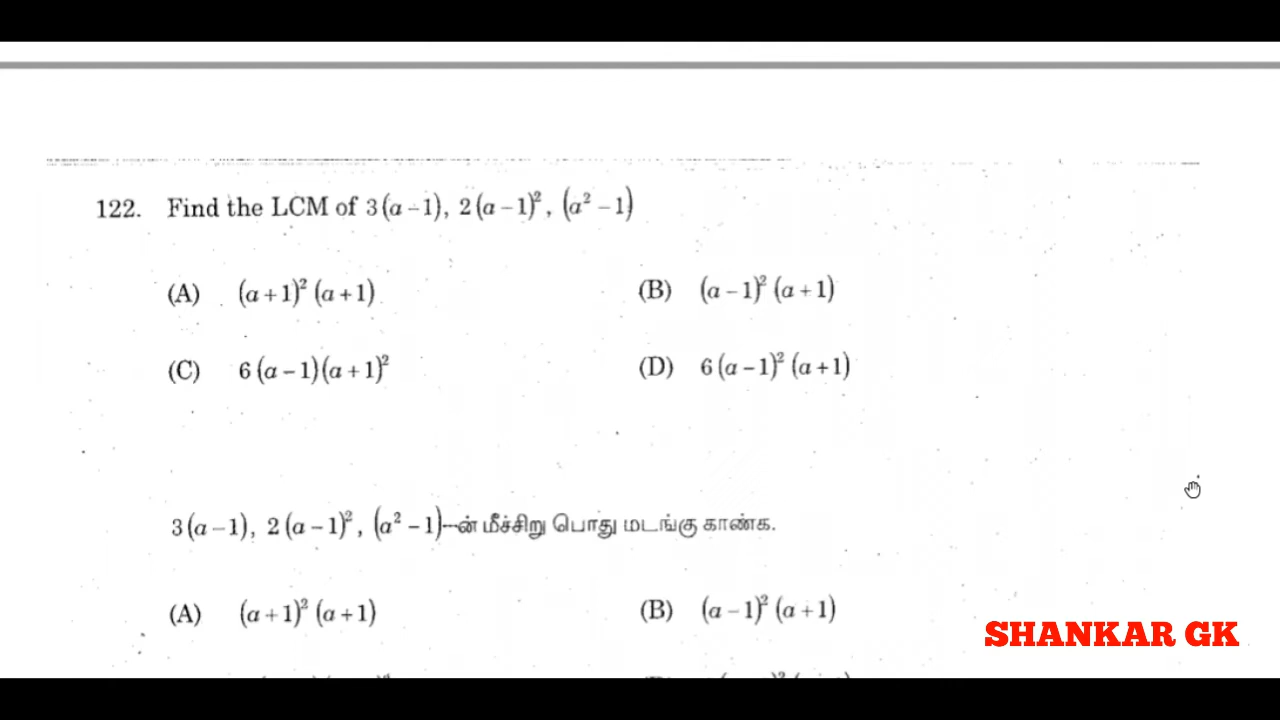 122. Find the LCM of 3(a−1), 2(a−1)², (a²−1)
(A) (a+1)² (a+1) (B) (a−1)² (a+1)
(C) 6(a−1)(a+1)² (D) 6(a−1)² (a+1)
3(a−1), 2(a−1)², (a²−1)–ன் மீச்சிறு பொது மடங்கு காண்க.
(A) (a+1)² (a+1) (B) (a−1)² (a+1)
SHANKAR GK